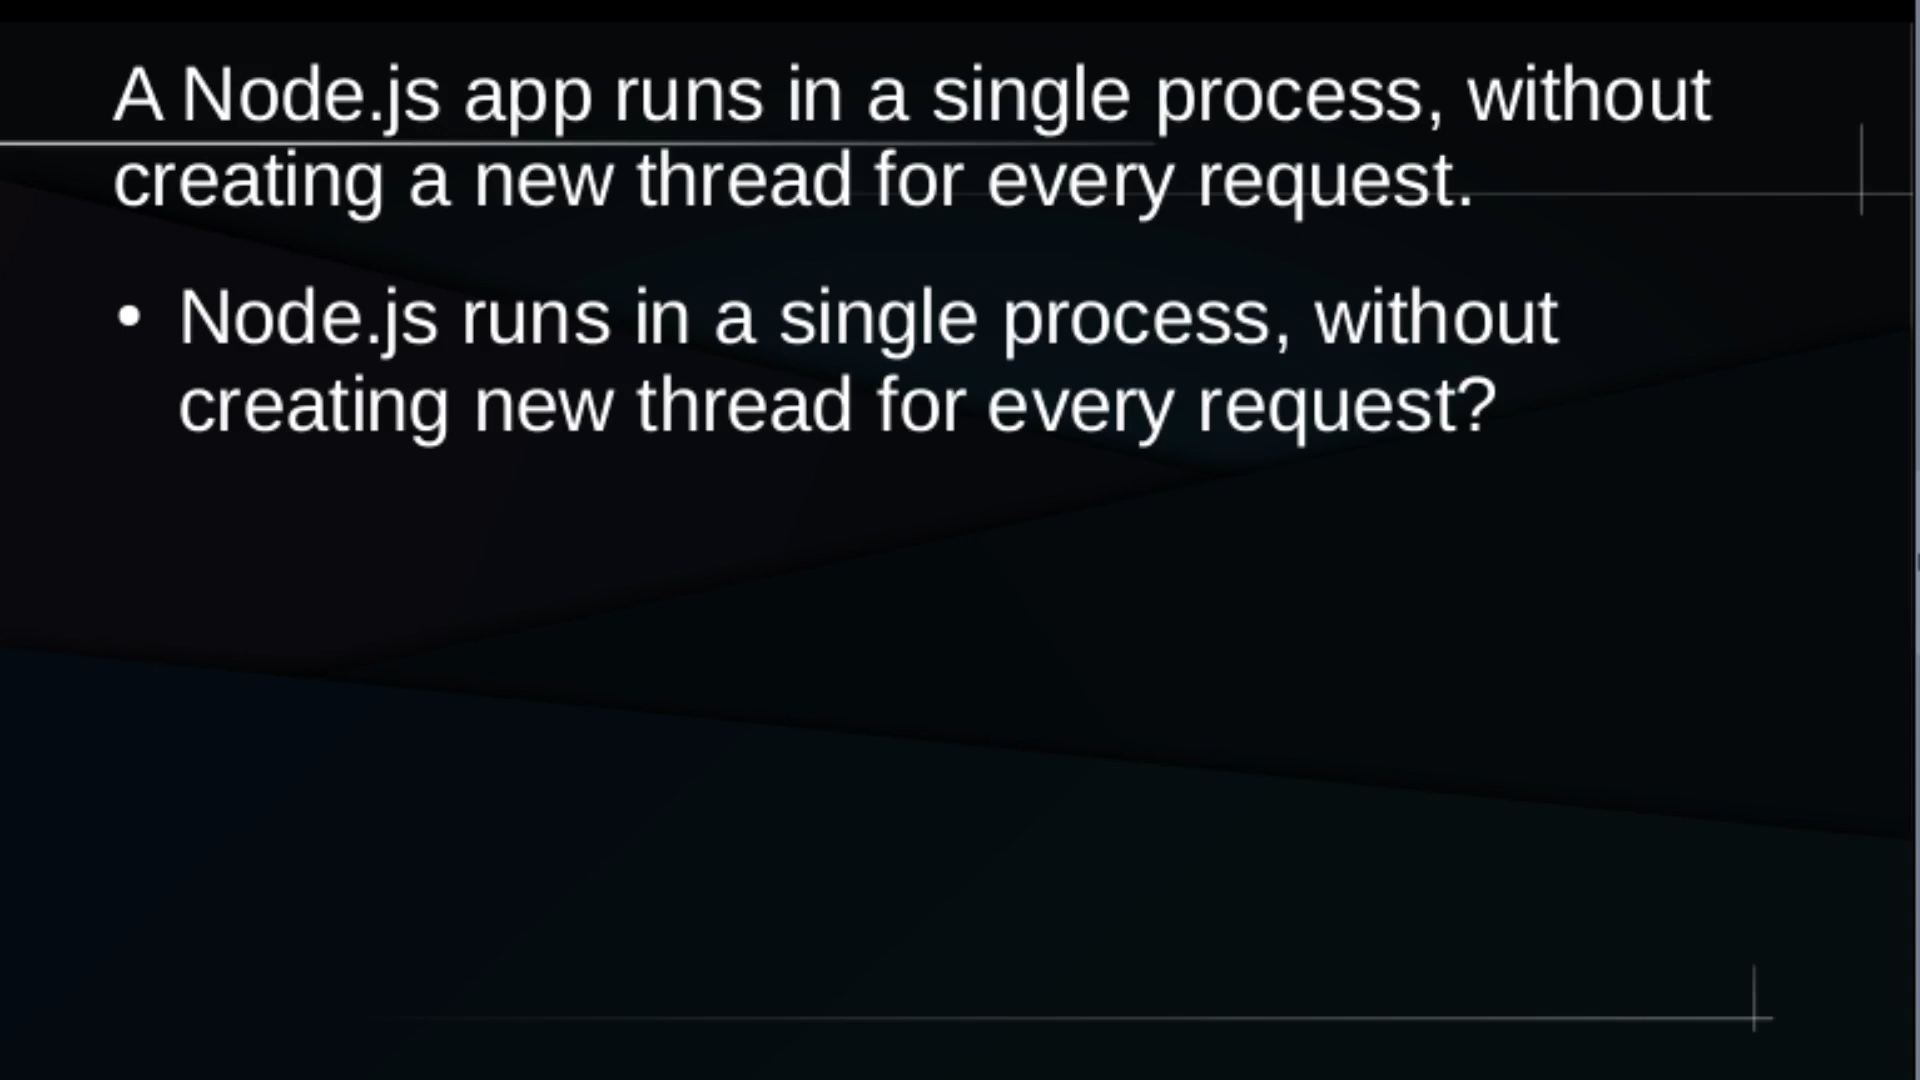 A Node.js app runs in a single process, without
creating a new thread for every request.
• Node.js runs in a single process, without
creating new thread for every request?